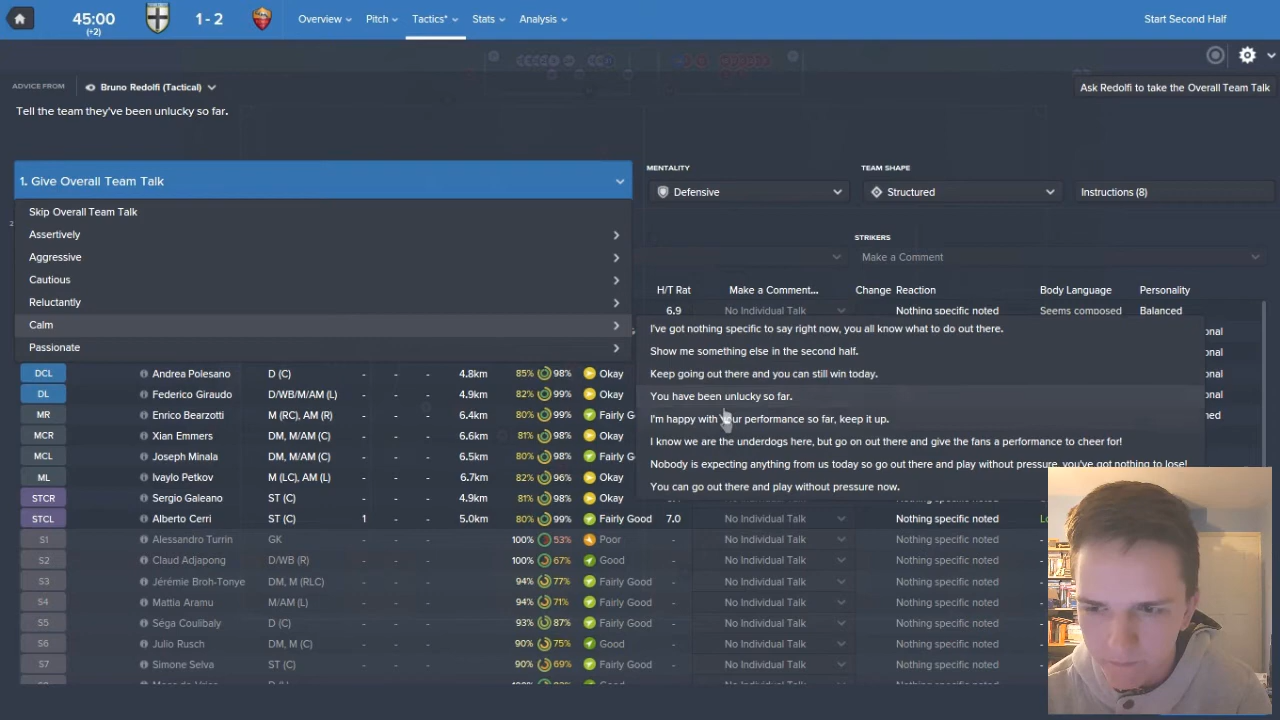 45:00
(+2)
1 - 2
Overview
Pitch
Tactics*
Stats
Analysis
Start Second Half
ADVICE FROM
Bruno Redolfi (Tactical)
Ask Redolfi to take the Overall Team Talk
Tell the team they've been unlucky so far.
1. Give Overall Team Talk
MENTALITY
TEAM SHAPE
Defensive
Structured
Instructions (8)
Skip Overall Team Talk
Assertively
Aggressive
Cautious
Reluctantly
Calm
Passionate
STRIKERS
Make a Comment
H/T Rat
Make a Comment...
Change
Reaction
Body Language
Personality
6.9
No Individual Talk
Nothing specific noted
Seems composed
Balanced
I've got nothing specific to say right now, you all know what to do out there.
Show me something else in the second half.
Keep going out there and you can still win today.
You have been unlucky so far.
I'm happy with your performance so far, keep it up.
I know we are the underdogs here, but go on out there and give the fans a performance to cheer for!
Nobody is expecting anything from us today so go out there and play without pressure, you've got nothing to lose!
You can go out there and play without pressure now.
DCL Andrea Polesano D (C) - - - 4.8km 85% 98% Okay
DL Federico Giraudo D/WB/M/AM (L) - - - 4.9km 82% 99% Okay
MR Enrico Bearzotti M (RC), AM (R) - - - 6.4km 80% 99% Fairly G
MCR Xian Emmers DM, M/AM (C) - - - 6.6km 81% 98% Okay
MCL Joseph Minala DM, M/AM (C) - - - 6.5km 80% 98% Fairly G
ML Ivaylo Petkov M (LC), AM (L) - - - 6.7km 82% 96% Okay
STCR Sergio Galeano ST (C) - - - 4.9km 81% 98% Okay
STCL Alberto Cerri ST (C) 1 - - 5.0km 80% 99% Fairly Good 7.0 No Individual Talk Nothing specific noted
S1 Alessandro Turrin GK 100% 53% Poor - No Individual Talk Nothing specific noted -
S2 Claud Adjapong D/WB (R) 100% 67% Good - No Individual Talk Nothing specific noted -
S3 Jérémie Broh-Tonye DM, M (RLC) 94% 77% Fairly Good - No Individual Talk Nothing specific noted -
S4 Mattia Aramu M/AM (L) 94% 71% Fairly Good - No Individual Talk Nothing specific noted -
S5 Séga Coulibaly D (C) 93% 87% Fairly Good - No Individual Talk Nothing specific noted -
S6 Julio Rusch DM, M (C) 90% 75% Good - No Individual Talk Nothing specific noted -
S7 Simone Selva ST (C) 90% 69% Fairly Good - No Individual Talk Nothing specific noted -